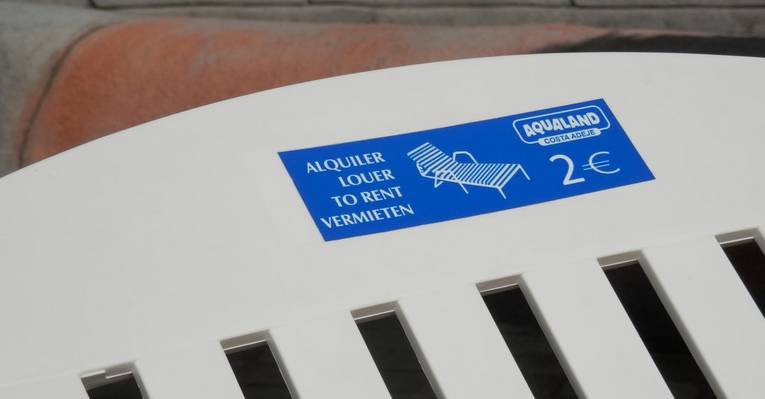 ALQUILER
LOUER
TO RENT
VERMIETEN
AQUALAND
COSTA ADEJE
2€